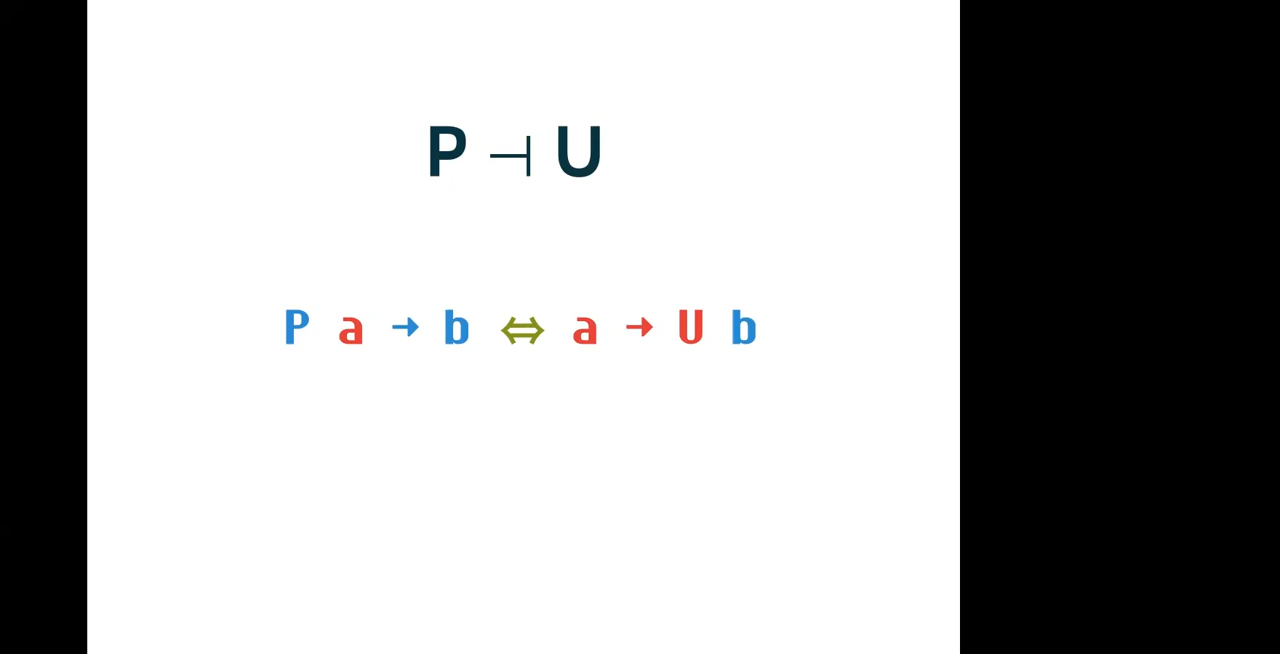 P ⊣ U
P a → b ⇔ a → U b